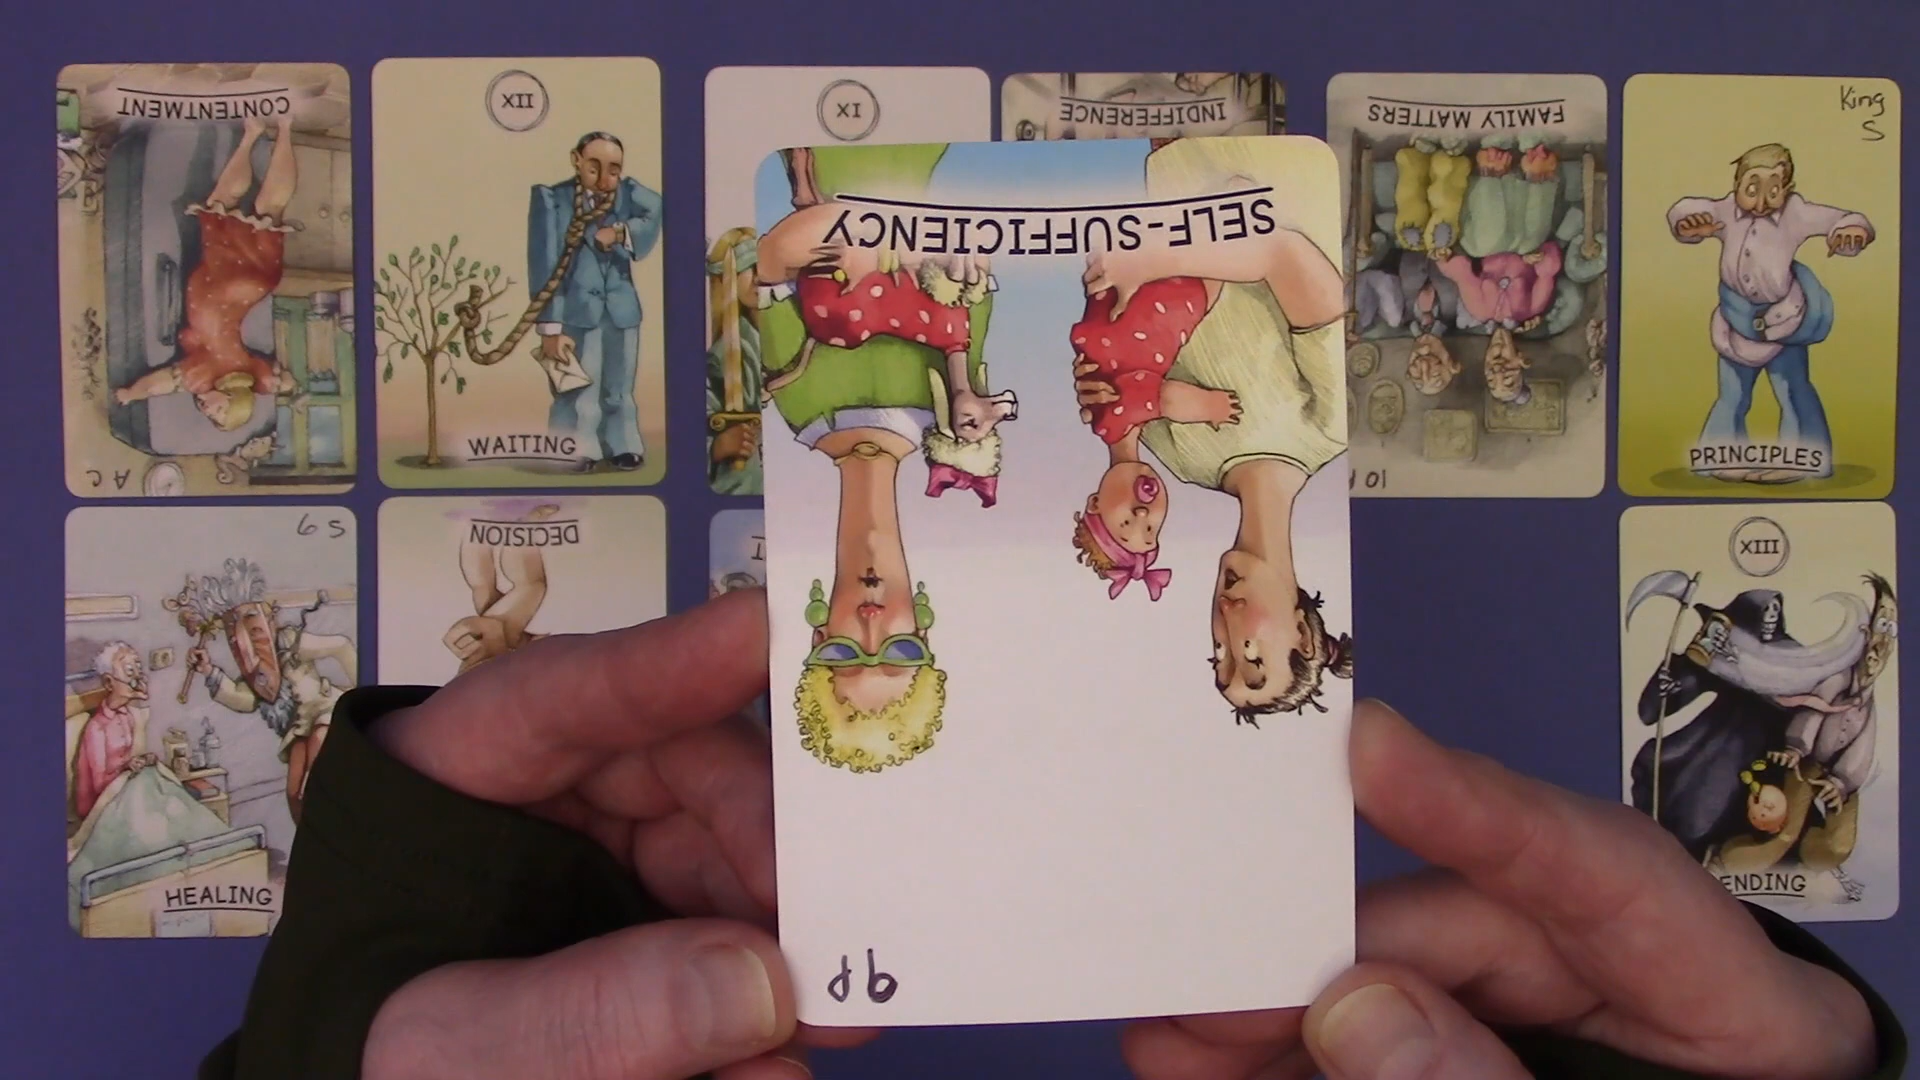 CONTENTMENT
A C
XII
WAITING
XI
INDIFFERENCE
FAMILY MATTERS
10
King
S
PRINCIPLES
SELF-SUFFICIENCY
9P
6 S
HEALING
DECISION
XIII
ENDING